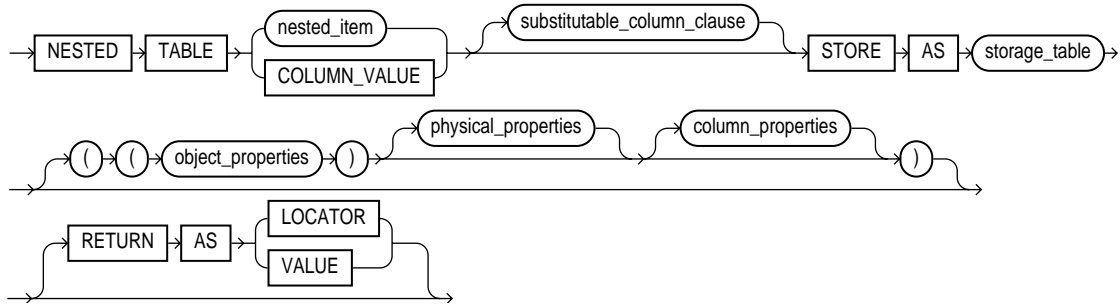 NESTED TABLE nested_item COLUMN_VALUE substitutable_column_clause STORE AS storage_table
( ( object_properties ) physical_properties column_properties )
RETURN AS LOCATOR VALUE